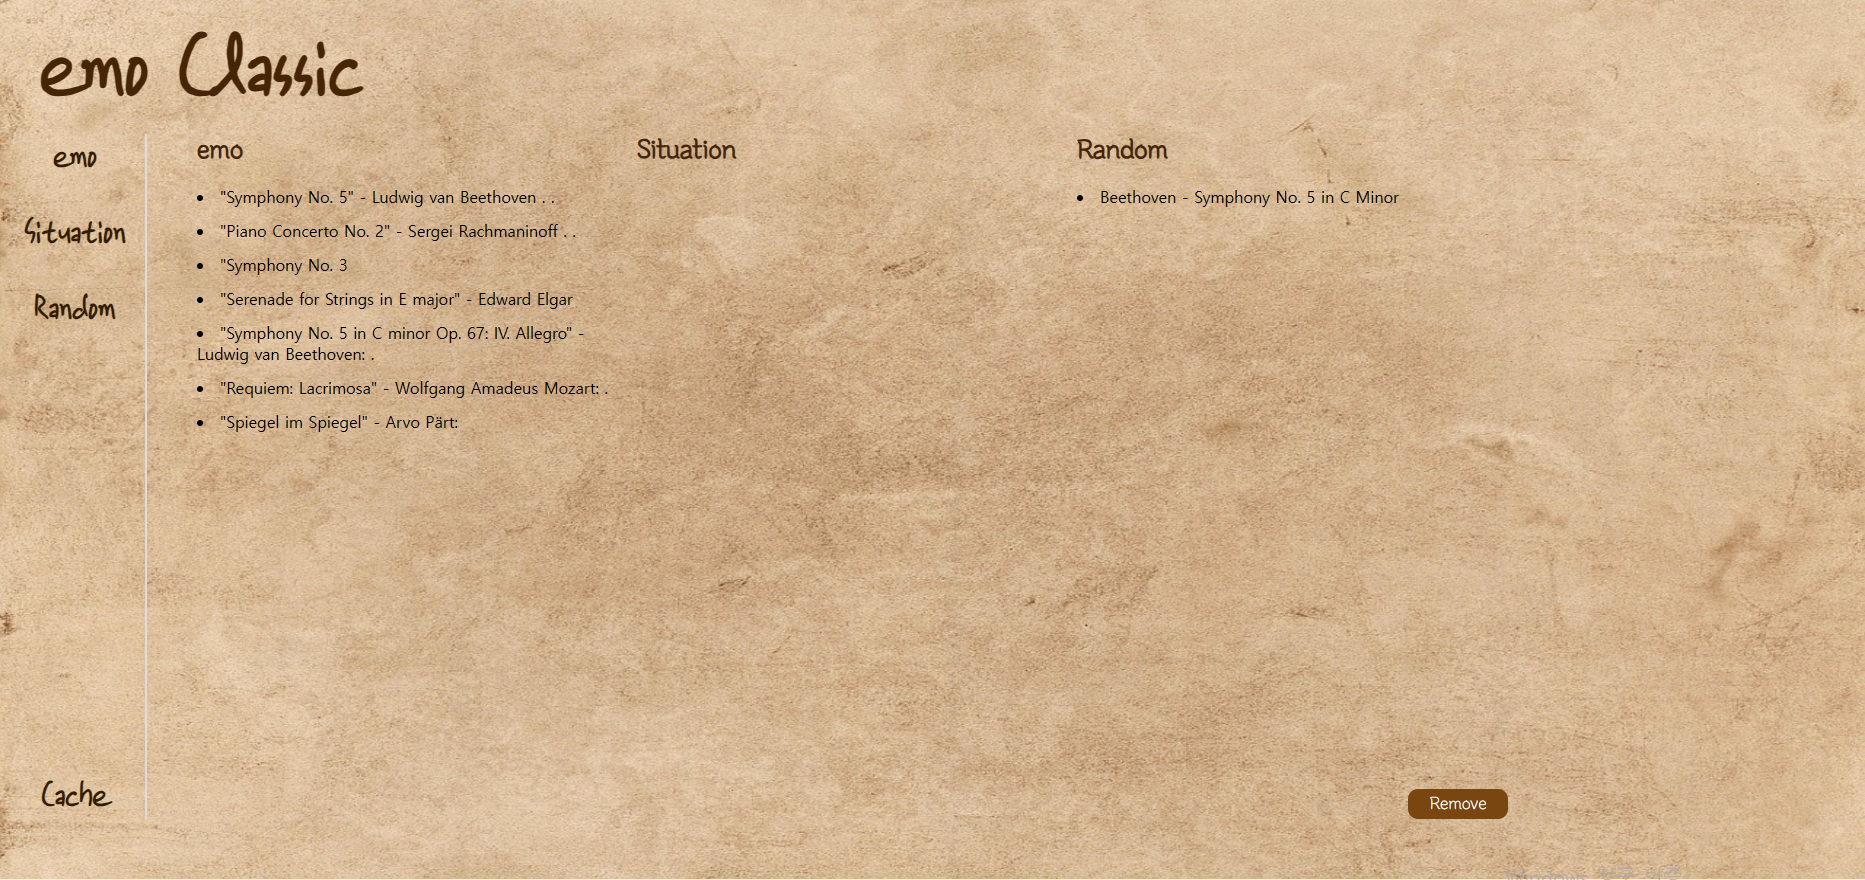 emo Classic
emo
Situation
Random
Cache
emo
• "Symphony No. 5" - Ludwig van Beethoven . .
• "Piano Concerto No. 2" - Sergei Rachmaninoff . .
• "Symphony No. 3
• "Serenade for Strings in E major" - Edward Elgar
• "Symphony No. 5 in C minor Op. 67: IV. Allegro" -
Ludwig van Beethoven: .
• "Requiem: Lacrimosa" - Wolfgang Amadeus Mozart: .
• "Spiegel im Spiegel" - Arvo Pärt:
Situation
Random
• Beethoven - Symphony No. 5 in C Minor
Remove